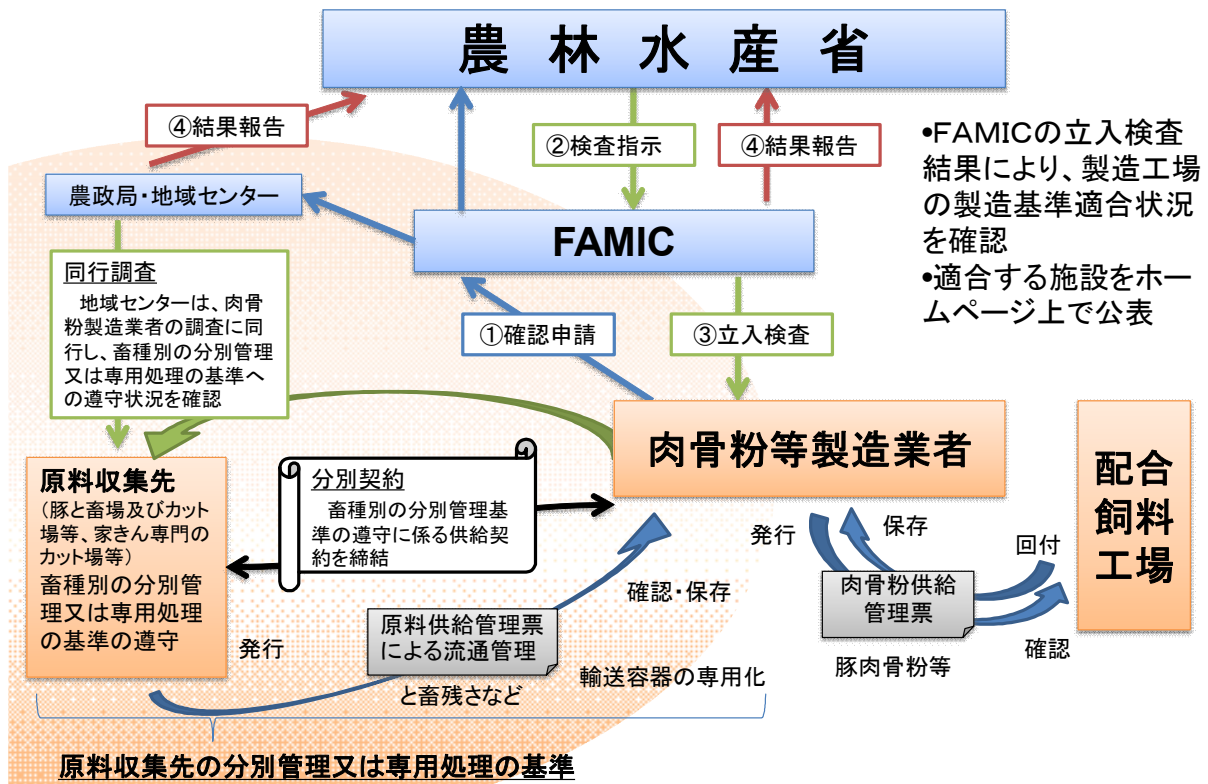 農林水産省
④結果報告
②検査指示
④結果報告
•FAMICの立入検査
結果により、製造工場
の製造基準適合状況
を確認
•適合する施設をホー
ムページ上で公表
農政局・地域センター
FAMIC
同行調査
地域センターは、肉骨
粉製造業者の調査に同
行し、畜種別の分別管理
又は専用処理の基準へ
の遵守状況を確認
①確認申請
③立入検査
肉骨粉等製造業者
配合
飼料
工場
原料収集先
(豚と畜場及びカット
場等、家きん専門の
カット場等)
畜種別の分別管
理又は専用処理
の基準の遵守
分別契約
畜種別の分別管理基
準の遵守に係る供給契
約を締結
発行
保存
回付
肉骨粉供給
管理票
確認
豚肉骨粉等
確認・保存
発行
原料供給管理票
による流通管理
と畜残さなど
輸送容器の専用化
原料収集先の分別管理又は専用処理の基準